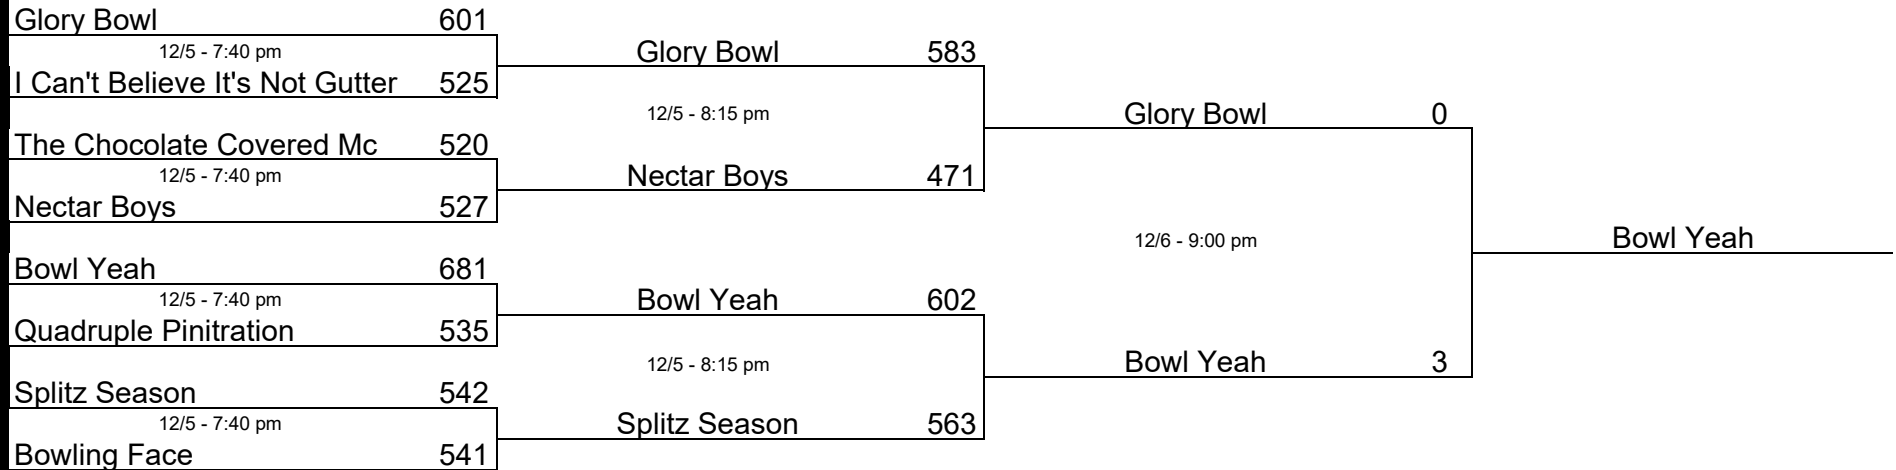 Glory Bowl 601
12/5 - 7:40 pm
I Can't Believe It's Not Gutter 525
The Chocolate Covered Mc 520
12/5 - 7:40 pm
Nectar Boys 527
Bowl Yeah 681
12/5 - 7:40 pm
Quadruple Pinitration 535
Splitz Season 542
12/5 - 7:40 pm
Bowling Face 541
Glory Bowl 583
12/5 - 8:15 pm
Nectar Boys 471
Bowl Yeah 602
12/5 - 8:15 pm
Splitz Season 563
Glory Bowl 0
12/6 - 9:00 pm
Bowl Yeah 3
Bowl Yeah